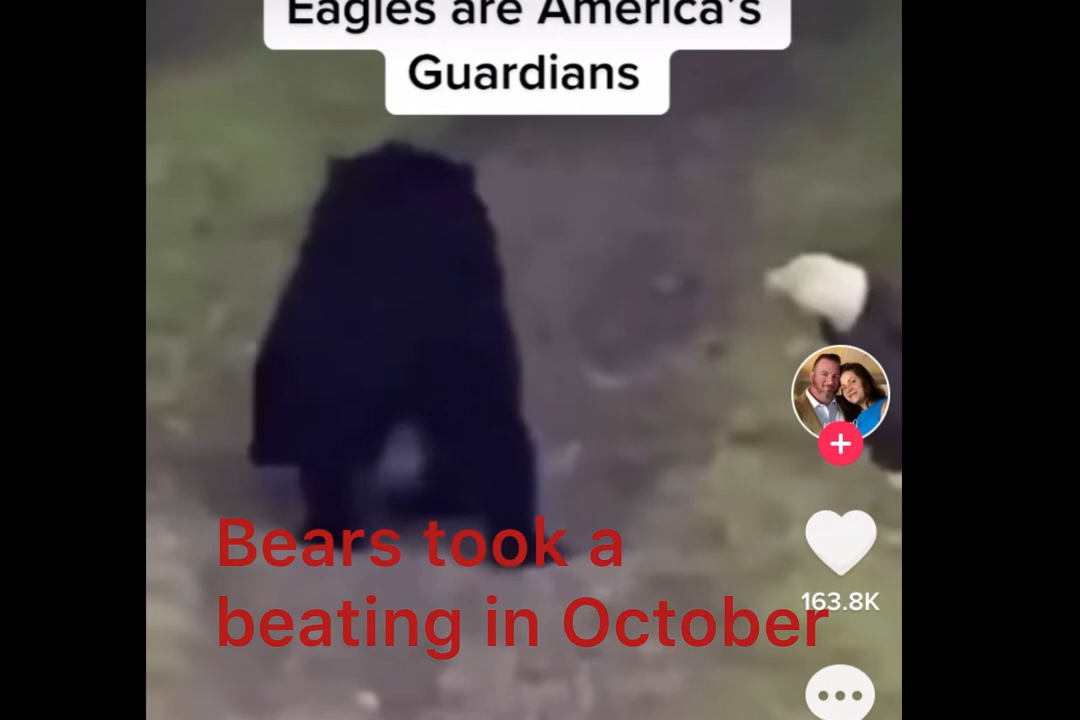 Eagles are America's
Guardians
Bears took a
beating in October
163.8K